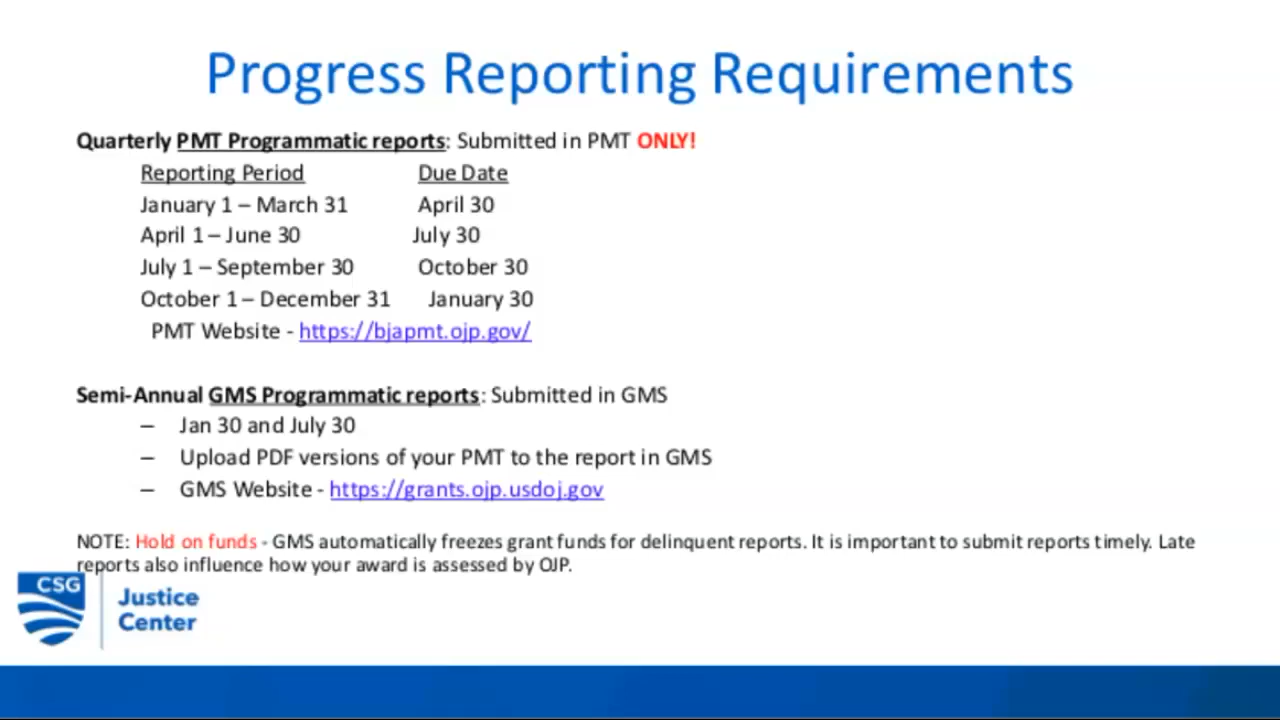 Progress Reporting Requirements
Quarterly PMT Programmatic reports: Submitted in PMT ONLY!
Reporting Period Due Date
January 1 – March 31 April 30
April 1 – June 30 July 30
July 1 – September 30 October 30
October 1 – December 31 January 30
PMT Website - https://bjapmt.ojp.gov/
Semi-Annual GMS Programmatic reports: Submitted in GMS
– Jan 30 and July 30
– Upload PDF versions of your PMT to the report in GMS
– GMS Website - https://grants.ojp.usdoj.gov
NOTE: Hold on funds - GMS automatically freezes grant funds for delinquent reports. It is important to submit reports timely. Late
reports also influence how your award is assessed by OJP.
CSG
Justice
Center